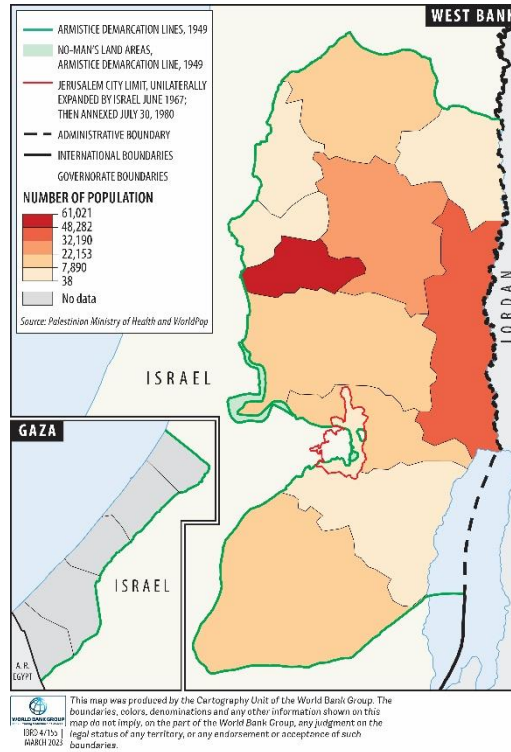 WEST BANK
ARMISTICE DEMARCATION LINES, 1949
NO-MAN'S LAND AREAS,
ARMISTICE DEMARCATION LINE, 1949
JERUSALEM CITY LIMIT, UNILATERALLY
EXPANDED BY ISRAEL JUNE 1967;
THEN ANNEXED JULY 30, 1980
ADMINISTRATIVE BOUNDARY
INTERNATIONAL BOUNDARIES
GOVERNORATE BOUNDARIES
NUMBER OF POPULATION
61,021
48,282
32,190
22,153
7,890
38
No data
Source: Palestinian Ministry of Health and WorldPop
JORDAN
ISRAEL
GAZA
ISRAEL
A. R.
EGYPT
WORLD BANK GROUP
IBRD 47155 |
MARCH 2023
This map was produced by the Cartography Unit of the World Bank Group. The
boundaries, colors, denominations and any other information shown on this
map do not imply, on the part of the World Bank Group, any judgment on the
legal status of any territory, or any endorsement or acceptance of such
boundaries.